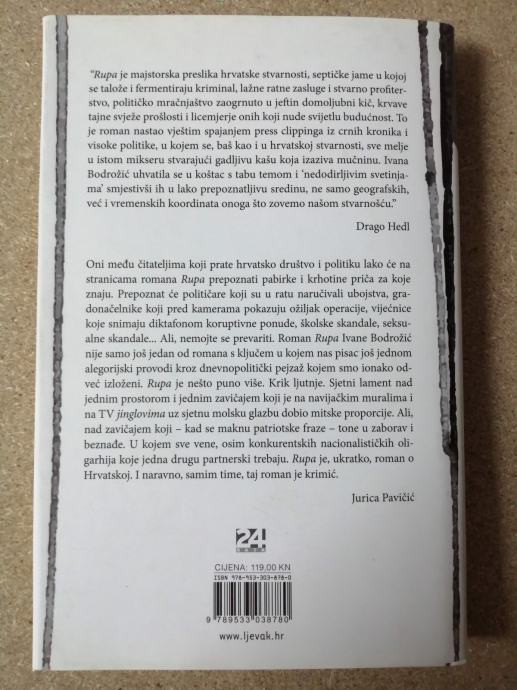 “Rupa je majstorska preslika hrvatske stvarnosti, septičke jame u kojoj
se talože i fermentiraju kriminal, lažne ratne zasluge i stvarno profiter-
stvo, političko mračnjaštvo zaogrnuto u jeftin domoljubni kič, krvave
tajne svježe prošlosti i licemjerje onih koji nude svijetlu budućnost. To
je roman nastao vještim spajanjem press clippinga iz crnih kronika i
visoke politike, u kojem se, baš kao i u hrvatskoj stvarnosti, sve melje
u istom mikseru stvarajući gadljivu kašu koja izaziva mučninu. Ivana
Bodrožić uhvatila se u koštac s tabu temom i ‘nedodirljivim svetinja-
ma’ smjestivši ih u lako prepoznatljivu sredinu, ne samo geografskih,
već i vremenskih koordinata onoga što zovemo našom stvarnošću.”
Drago Hedl
Oni među čitateljima koji prate hrvatsko društvo i politiku lako će na
stranicama romana Rupa prepoznati pabirke i krhotine priča za koje
znaju. Prepoznat će političare koji su u ratu naručivali ubojstva, gra-
donačelnike koji pred kamerama pokazuju ožiljak operacije, vijećnice
koje snimaju diktafonom koruptivne ponude, školske skandale, seksu-
alne skandale... Ali, nemojte se prevariti. Roman Rupa Ivane Bodrožić
nije samo još jedan od romana s ključem u kojem nas pisac još jednom
alegorijski provodi kroz dnevnopolitički pejzaž kojem smo ionako od-
već izloženi. Rupa je nešto puno više. Krik ljutnje. Sjetni lament nad
jednim prostorom i jednim zavičajem koji je na navijačkim muralima i
na TV jinglovima uz sjetnu molsku glazbu dobio mitske proporcije. Ali,
nad zavičajem koji – kad se maknu patriotske fraze – tone u zaborav i
beznađe. U kojem sve vene, osim konkurentskih nacionalističkih oli-
garhija koje jedna drugu partnerski trebaju. Rupa je, ukratko, roman o
Hrvatskoj. I naravno, samim time, taj roman je krimić.
Jurica Pavičić
24
SATA
CIJENA: 119,00 KN
ISBN 978-953-303-878-0
9 789533 038780
www.ljevak.hr